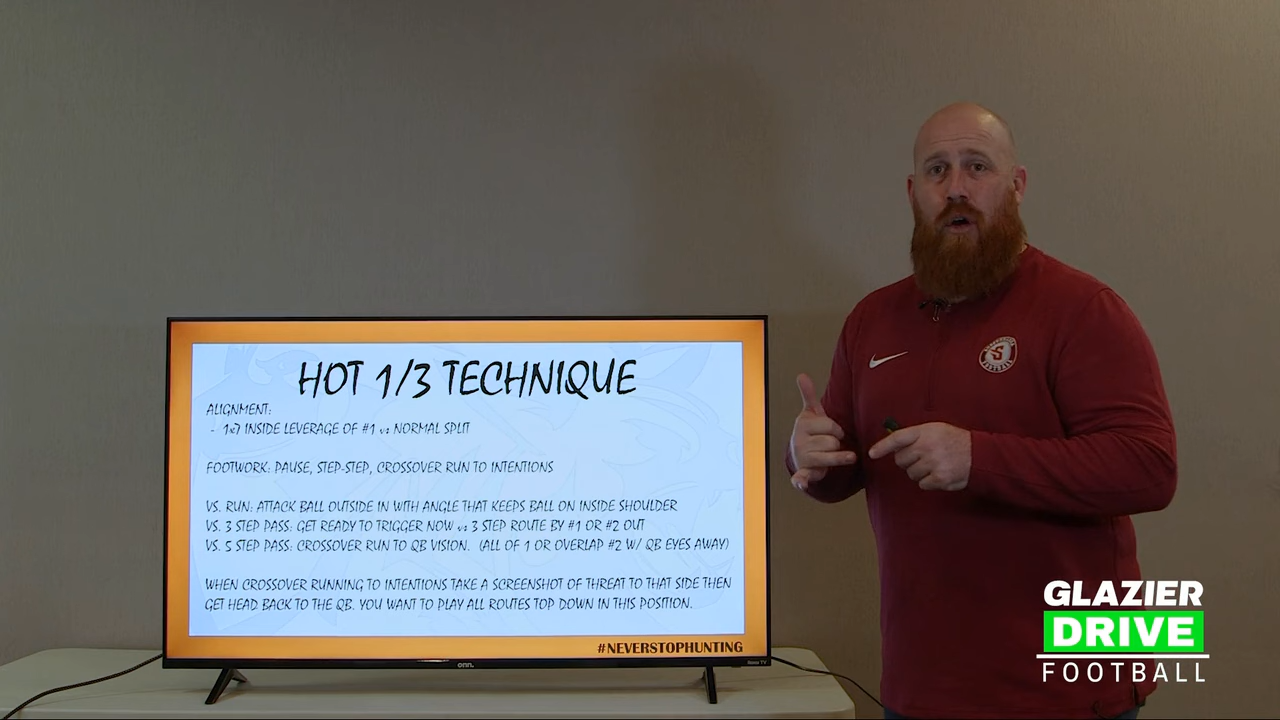 HOT 1/3 TECHNIQUE
ALIGNMENT:
- 1x7 INSIDE LEVERAGE OF #1 vs NORMAL SPLIT
FOOTWORK: PAUSE, STEP-STEP, CROSSOVER RUN TO INTENTIONS
VS. RUN: ATTACK BALL OUTSIDE IN WITH ANGLE THAT KEEPS BALL ON INSIDE SHOULDER
VS. 3 STEP PASS: GET READY TO TRIGGER NOW vs 3 STEP ROUTE BY #1 OR #2 OUT
VS. 5 STEP PASS: CROSSOVER RUN TO QB VISION. (ALL OF 1 OR OVERLAP #2 W/ QB EYES AWAY)
WHEN CROSSOVER RUNNING TO INTENTIONS TAKE A SCREENSHOT OF THREAT TO THAT SIDE THEN
GET HEAD BACK TO THE QB. YOU WANT TO PLAY ALL ROUTES TOP DOWN IN THIS POSITION.
#NEVERSTOPHUNTING
onn.
Roku TV
S
FOOTBALL
GLAZIER
DRIVE
FOOTBALL